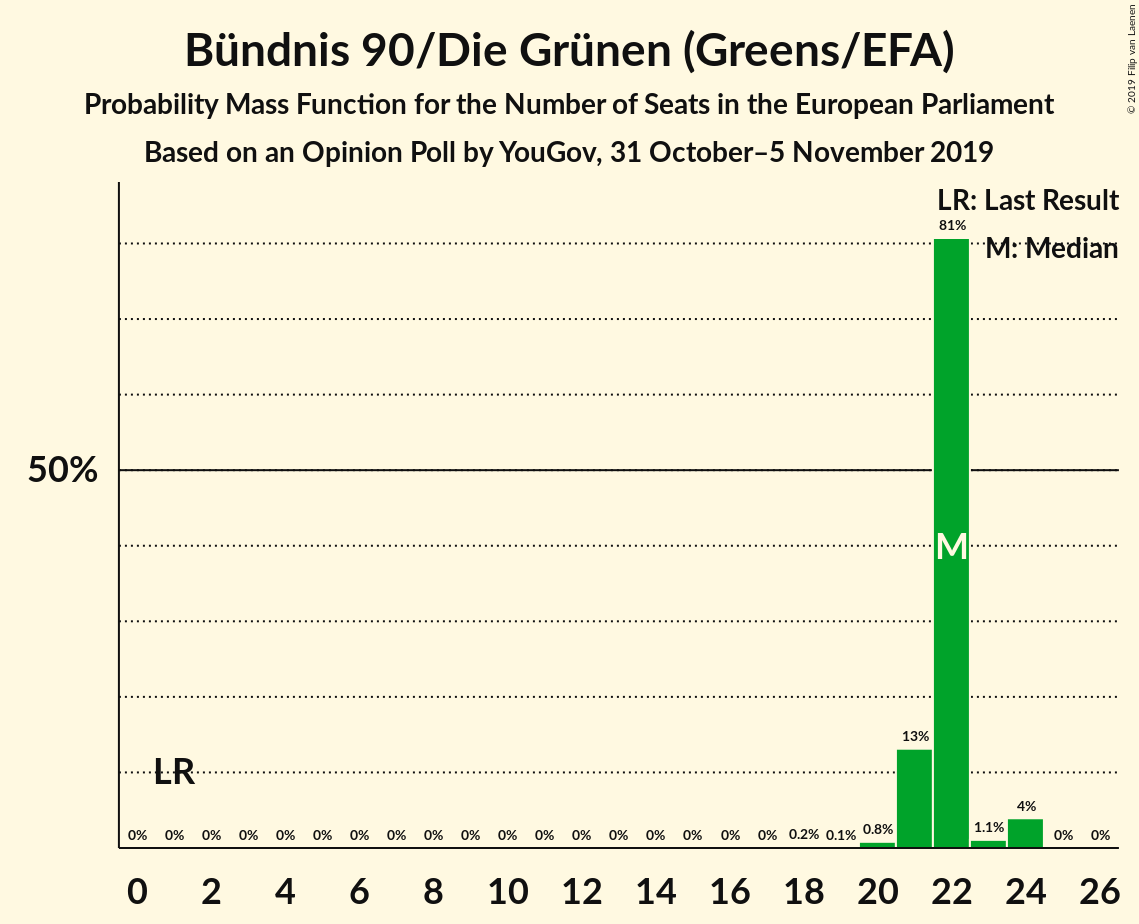 Bündnis 90/Die Grünen (Greens/EFA)
Probability Mass Function for the Number of Seats in the European Parliament
Based on an Opinion Poll by YouGov, 31 October–5 November 2019
© 2019 Filip van Laenen
LR: Last Result
M: Median
81%
50%
M
13%
LR
4%
0% 0% 0% 0% 0% 0% 0% 0% 0% 0% 0% 0% 0% 0% 0% 0% 0% 0% 0.2% 0.1% 0.8% 1.1% 0% 0%
0 2 4 6 8 10 12 14 16 18 20 22 24 26